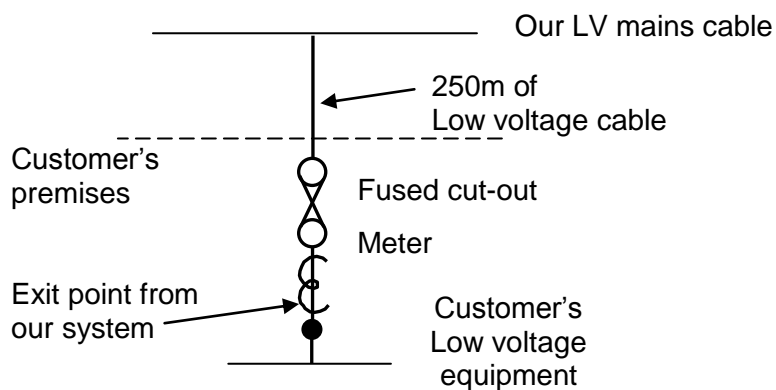 Our LV mains cable
250m of
Low voltage cable
Customer's
premises
Fused cut-out
Meter
Exit point from
our system
Customer's
Low voltage
equipment